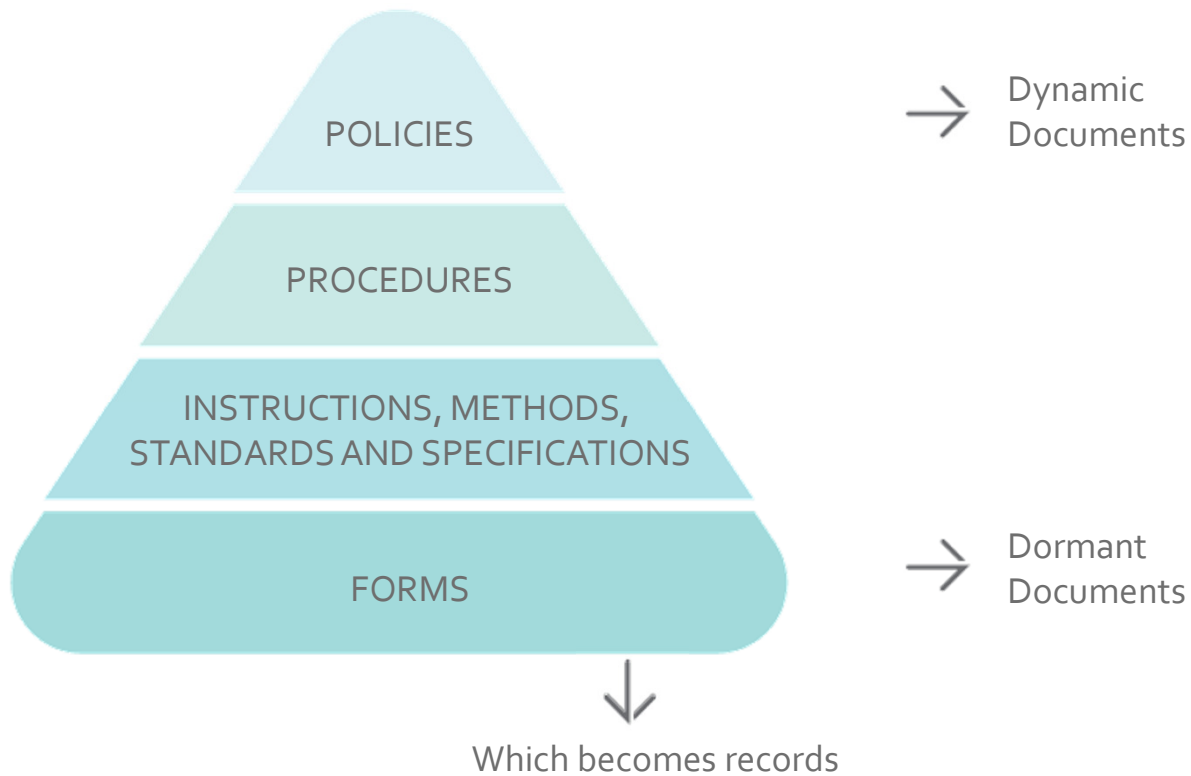 POLICIES
Dynamic
Documents
PROCEDURES
INSTRUCTIONS, METHODS,
STANDARDS AND SPECIFICATIONS
FORMS
Dormant
Documents
Which becomes records